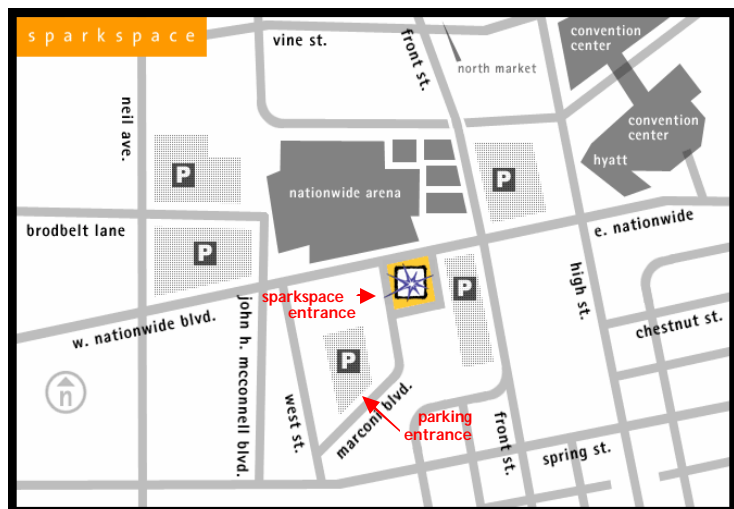 sparkspace
vine st.
front st.
north market
convention
center
neil ave.
convention
center
hyatt
P
P
nationwide arena
brodbelt lane
e. nationwide
P
P
sparkspace
entrance
high st.
w. nationwide blvd.
john h. mcconnell blvd.
chestnut st.
P
n
west st.
marconi blvd.
parking
entrance
front st.
spring st.